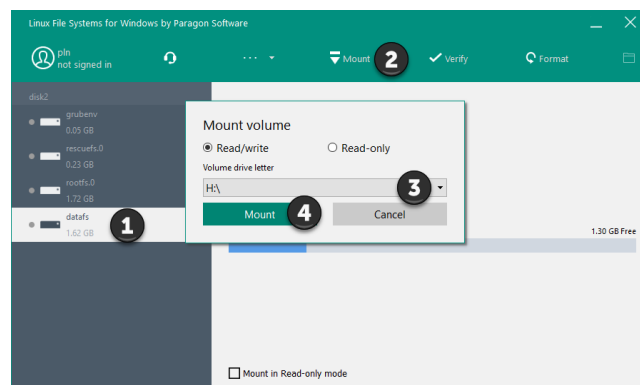 Linux File Systems for Windows by Paragon Software
pln
not signed in
...
Mount
2
Verify
Format
disk2
grubenv
0.05 GB
rescuefs.0
0.23 GB
rootfs.0
1.72 GB
datafs
1.62 GB
1
Mount volume
Read/write
Read-only
Volume drive letter
H:\
3
Mount
4
Cancel
1.30 GB Free
Mount in Read-only mode